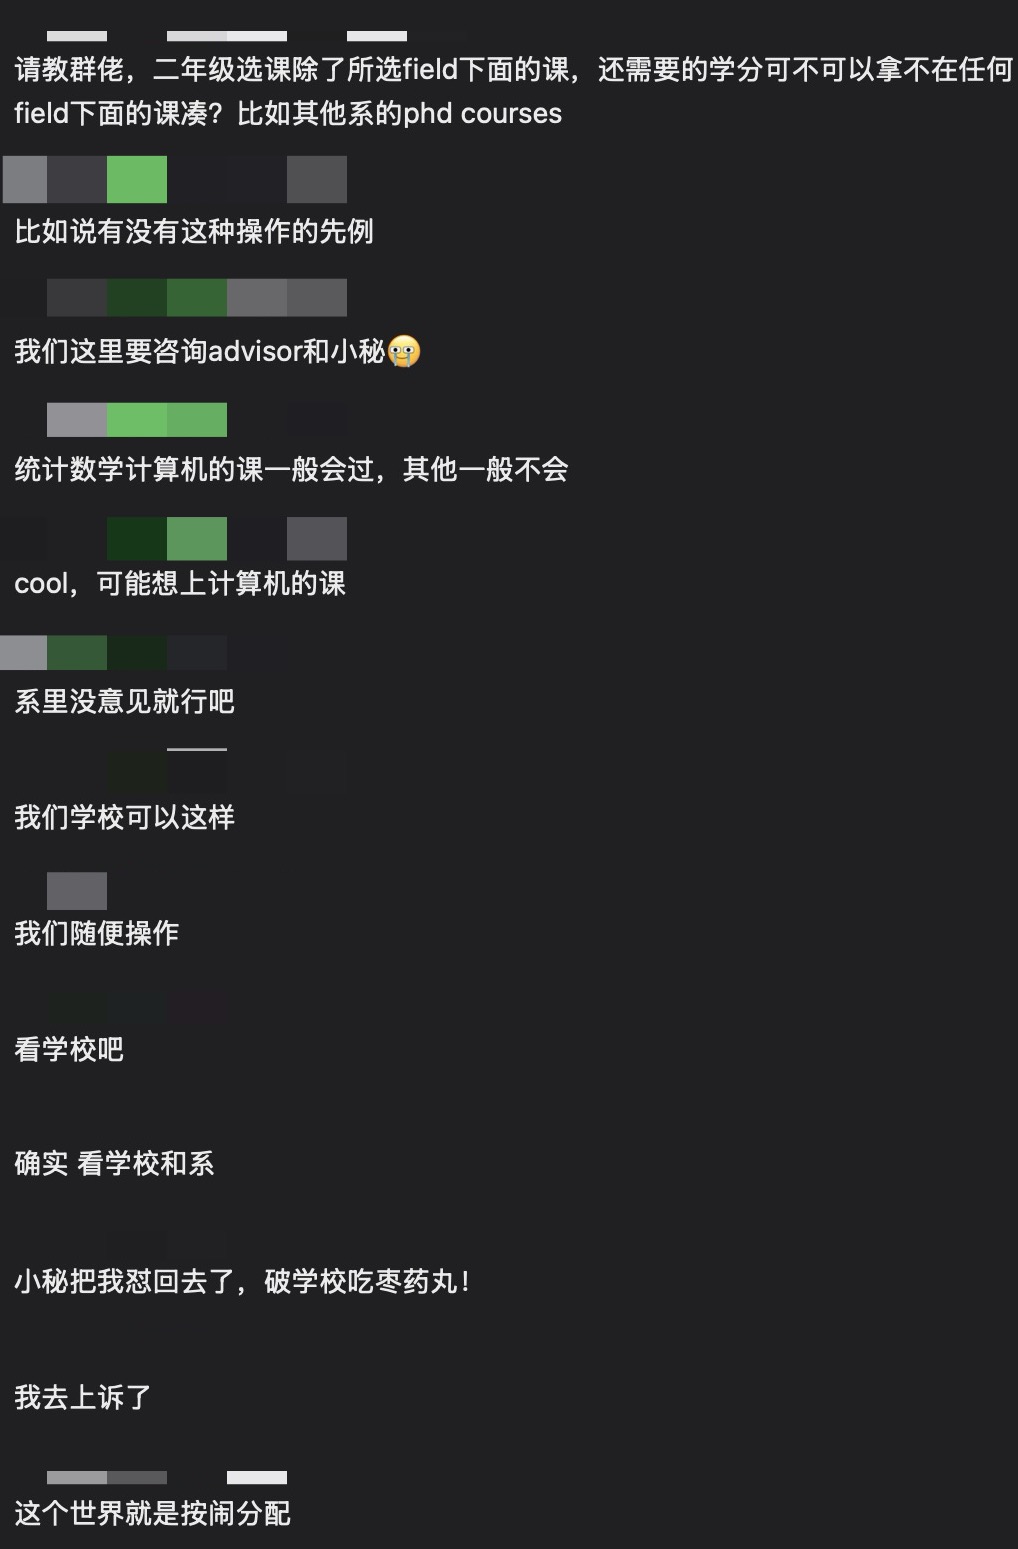 请教群佬，二年级选课除了所选field下面的课，还需要的学分可不可以拿不在任何
field下面的课凑？比如其他系的phd courses
比如说有没有这种操作的先例
我们这里要咨询advisor和小秘😭
统计数学计算机的课一般会过，其他一般不会
cool，可能想上计算机的课
系里没意见就行吧
我们学校可以这样
我们随便操作
看学校吧
确实 看学校和系
小秘把我怼回去了，破学校吃枣药丸！
我去上诉了
这个世界就是按闹分配